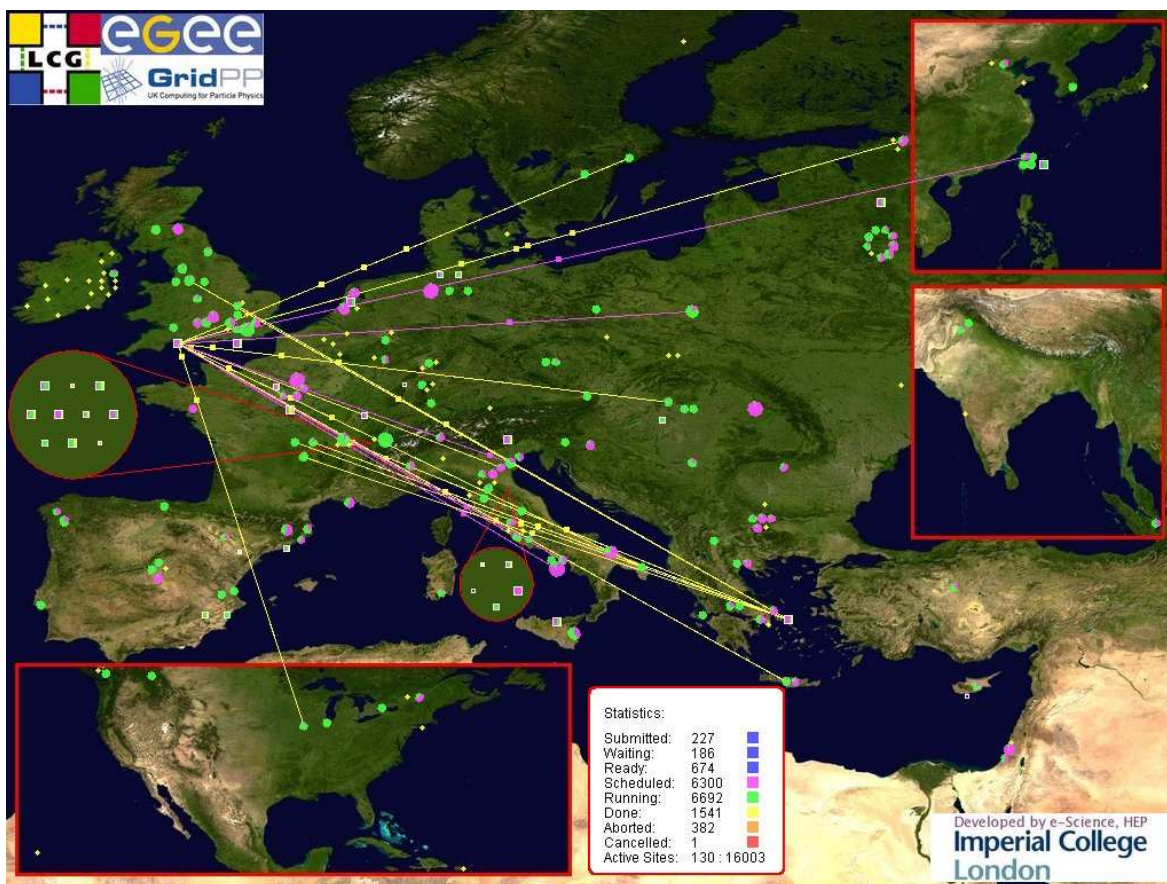 LCG
egee
GridPP
UK Computing for Particle Physics
Statistics:
Submitted: 227
Waiting: 186
Ready: 674
Scheduled: 6300
Running: 6692
Done: 1541
Aborted: 382
Cancelled: 1
Active Sites: 130 : 16003
Developed by e-Science, HEP
Imperial College
London